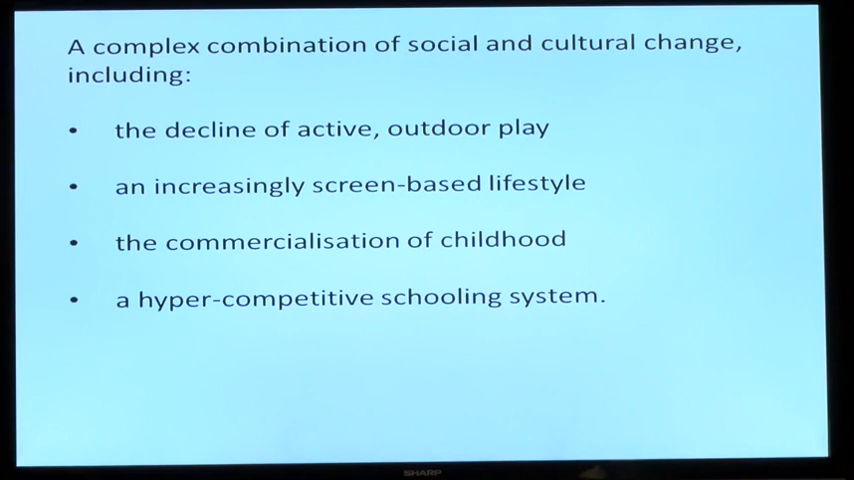 A complex combination of social and cultural change,
including:
• the decline of active, outdoor play
• an increasingly screen-based lifestyle
• the commercialisation of childhood
• a hyper-competitive schooling system.
SHARP